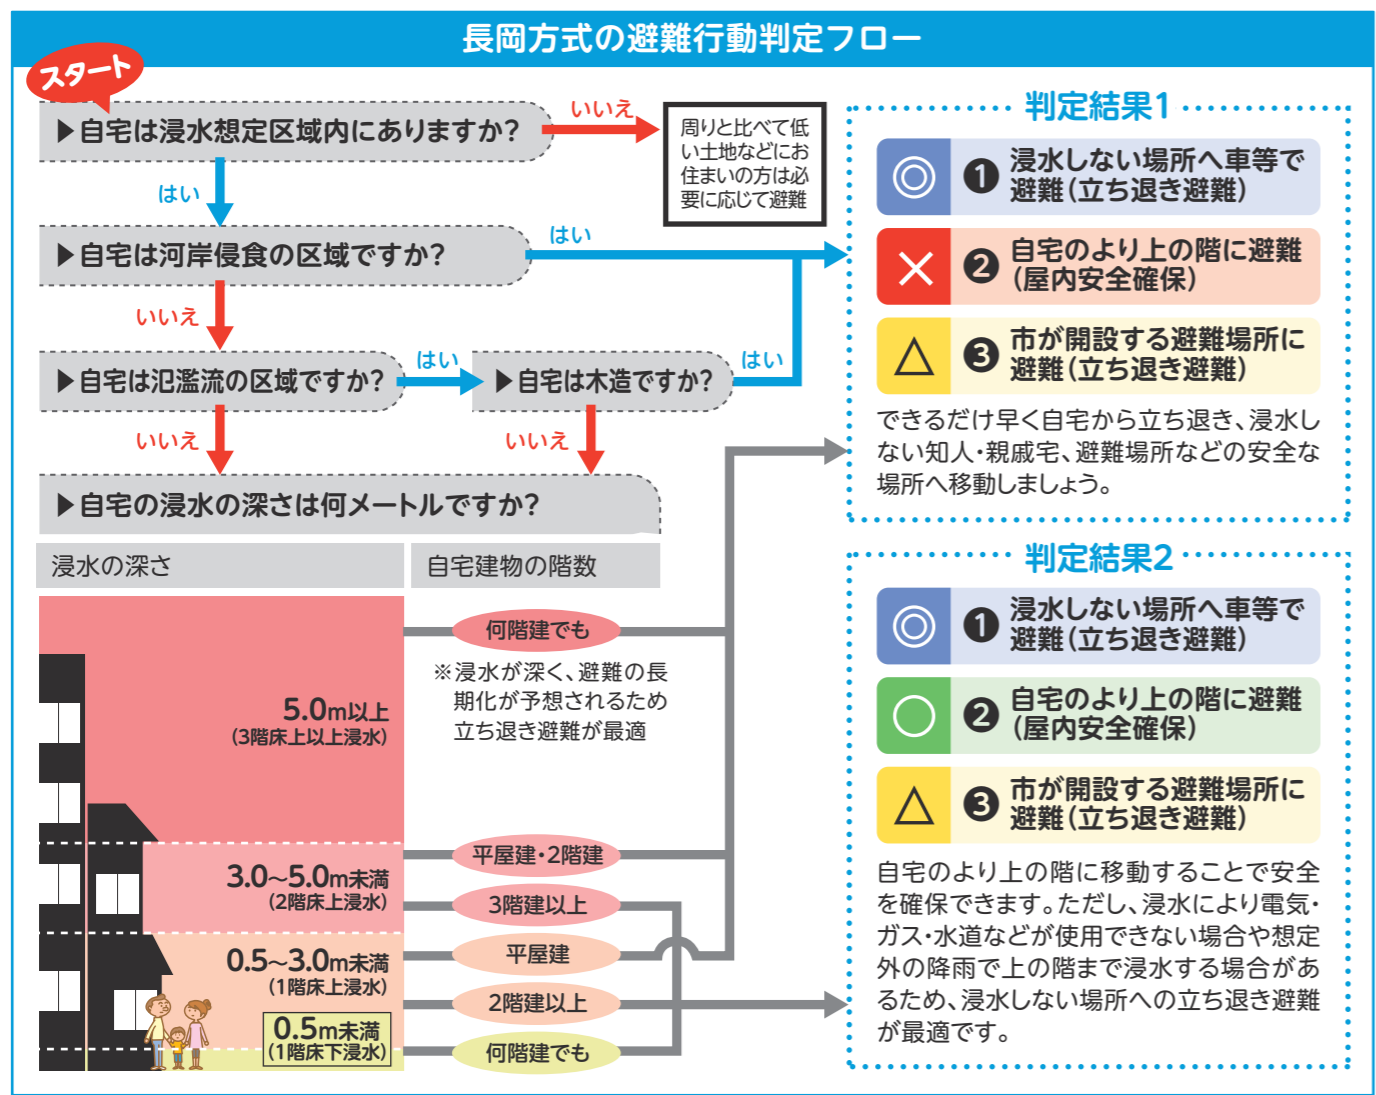 長岡方式の避難行動判定フロー
スタート
▶自宅は浸水想定区域内にありますか？
いいえ
周りと比べて低
い土地などにお
住まいの方は必
要に応じて避難
はい
▶自宅は河岸侵食の区域ですか？
はい
いいえ
▶自宅は氾濫流の区域ですか？
はい
▶自宅は木造ですか？
はい
いいえ
いいえ
▶自宅の浸水の深さは何メートルですか？
浸水の深さ
自宅建物の階数
5.0m以上
（3階床上以上浸水）
何階建でも
※浸水が深く、避難の長
期化が予想されるため
立ち退き避難が最適
3.0～5.0m未満
（2階床上浸水）
平屋建・2階建
3階建以上
0.5～3.0m未満
（1階床上浸水）
平屋建
2階建以上
0.5m未満
（1階床下浸水）
何階建でも
判定結果1
◎ ❶ 浸水しない場所へ車等で
避難（立ち退き避難）
× ❷ 自宅のより上の階に避難
（屋内安全確保）
△ ❸ 市が開設する避難場所に
避難（立ち退き避難）
できるだけ早く自宅から立ち退き、浸水し
ない知人・親戚宅、避難場所などの安全な
場所へ移動しましょう。
判定結果2
◎ ❶ 浸水しない場所へ車等で
避難（立ち退き避難）
○ ❷ 自宅のより上の階に避難
（屋内安全確保）
△ ❸ 市が開設する避難場所に
避難（立ち退き避難）
自宅のより上の階に移動することで安全
を確保できます。ただし、浸水により電気・
ガス・水道などが使用できない場合や想定
外の降雨で上の階まで浸水する場合があ
るため、浸水しない場所への立ち退き避難
が最適です。